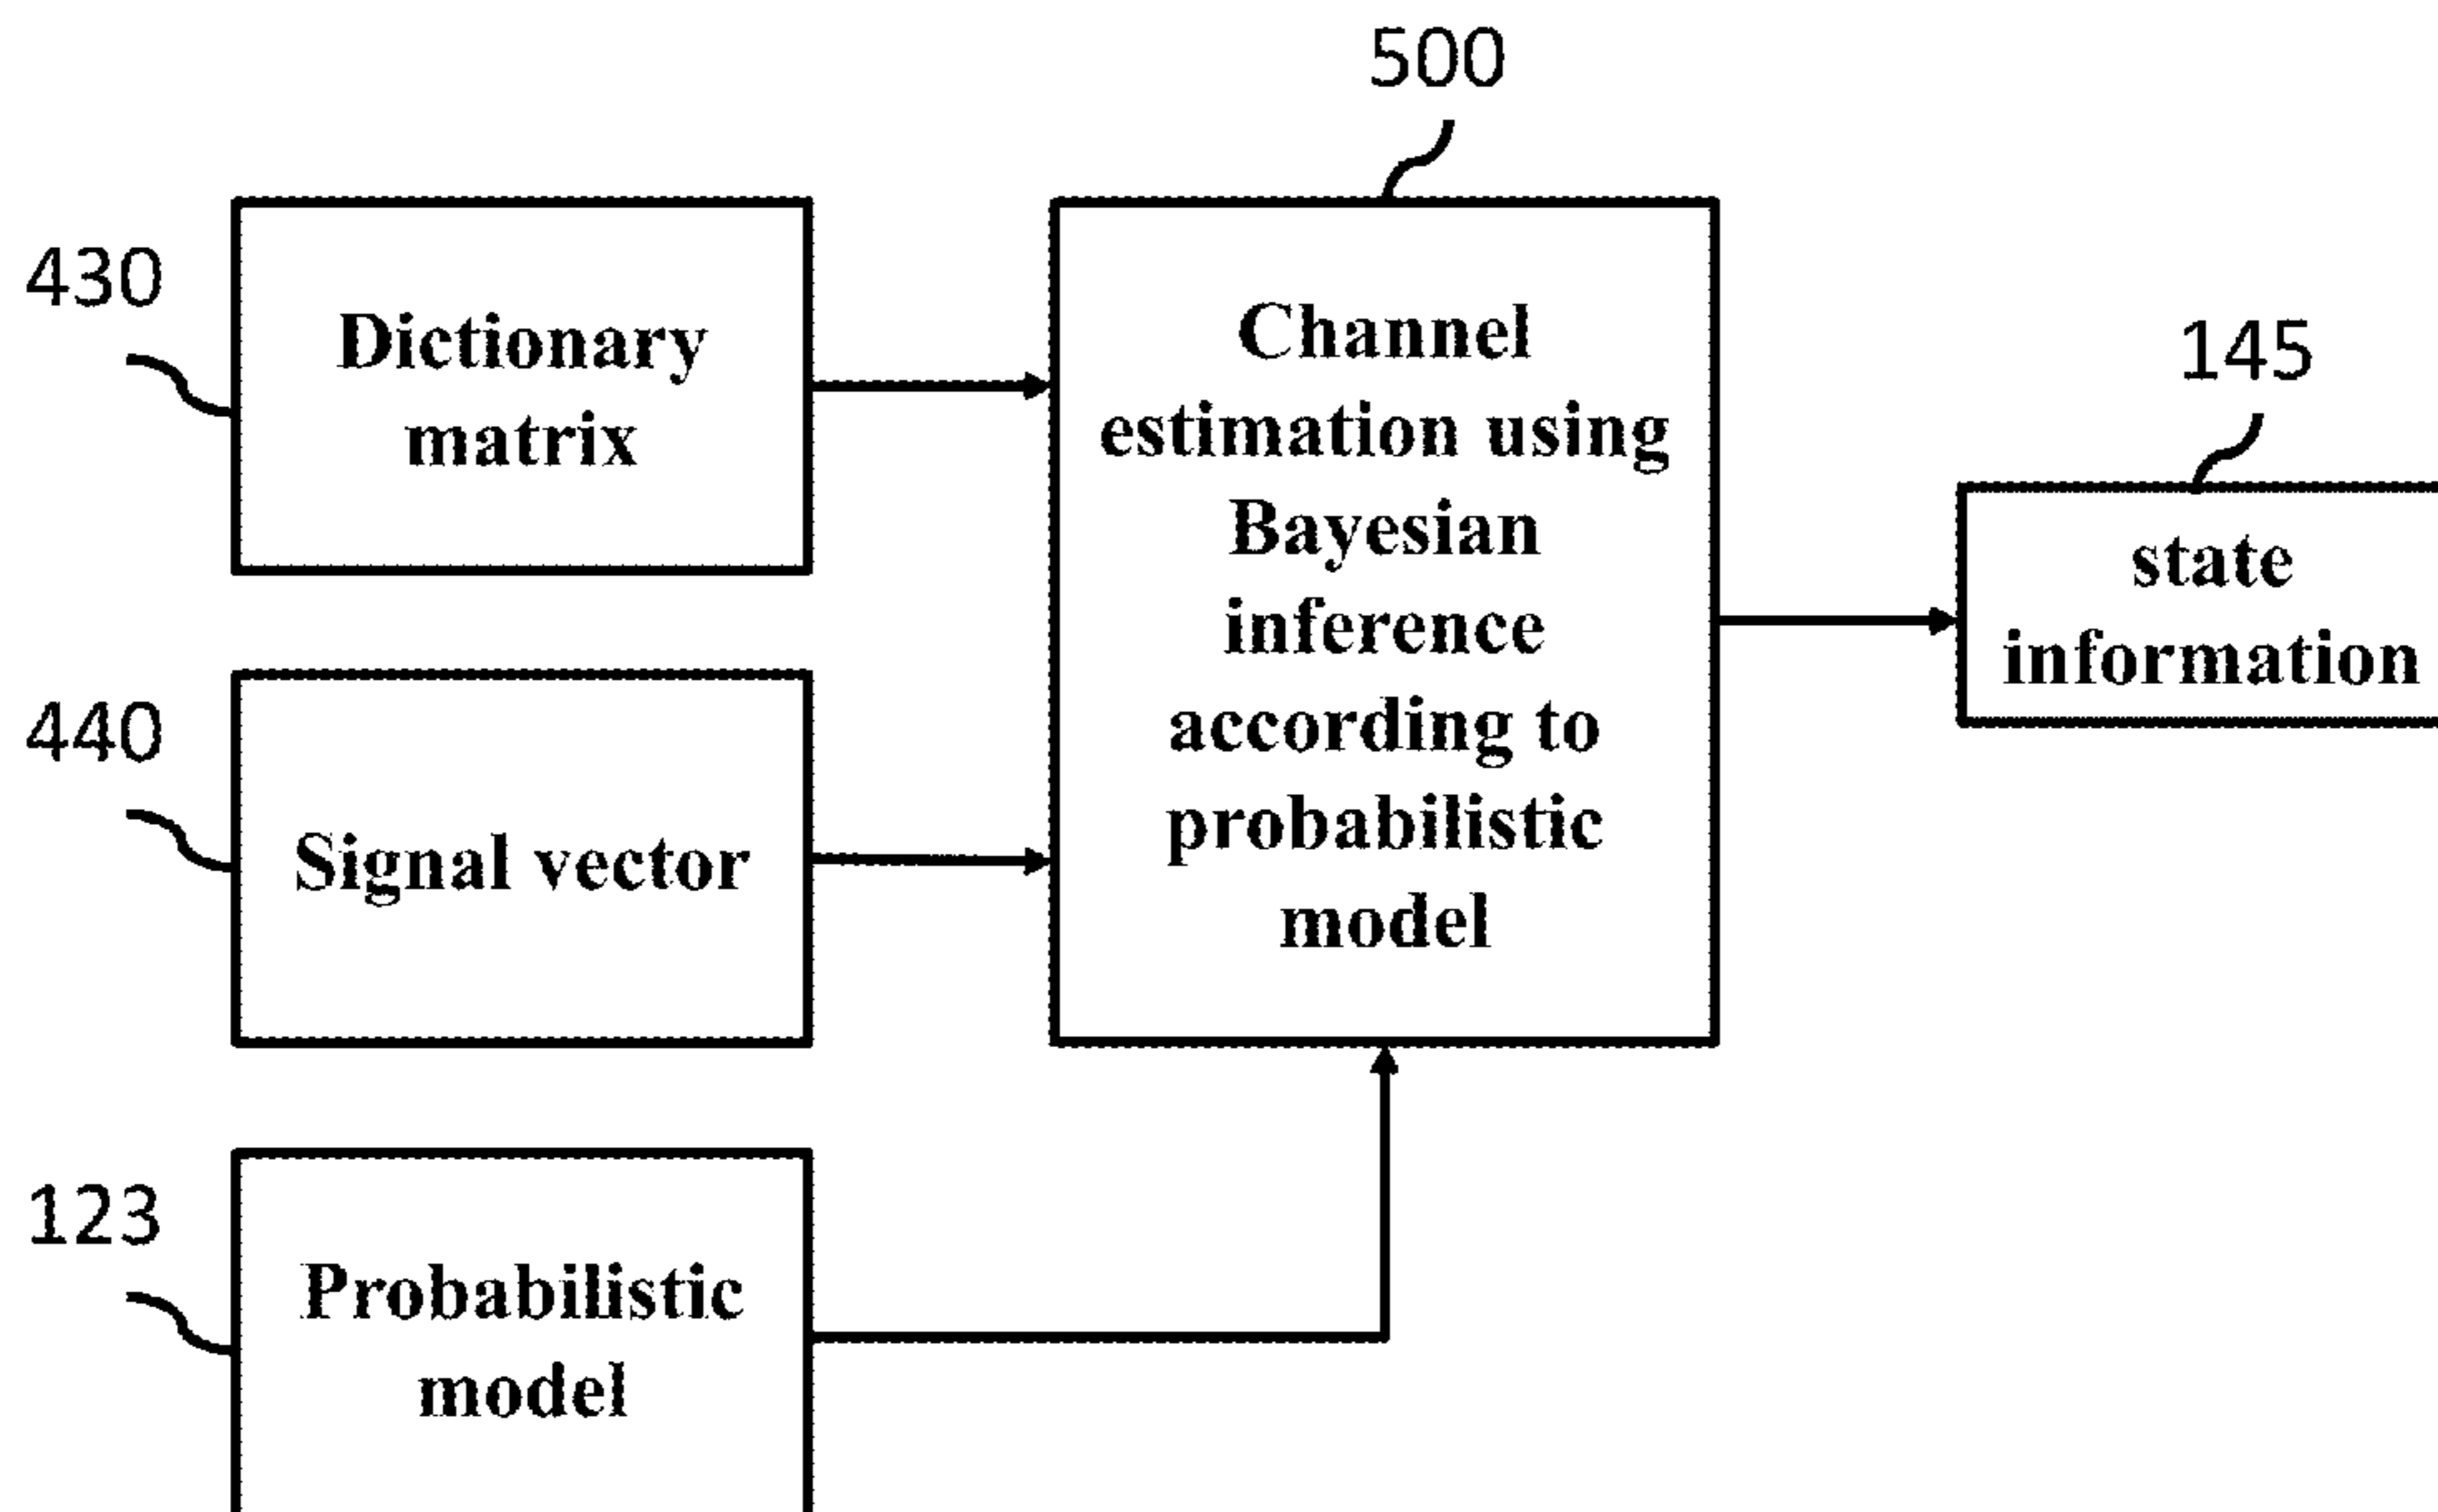 500
430
Dictionary
matrix
440
Signal vector
123
Probabilistic
model
Channel
estimation using
Bayesian
inference
according to
probabilistic
model
145
state
information